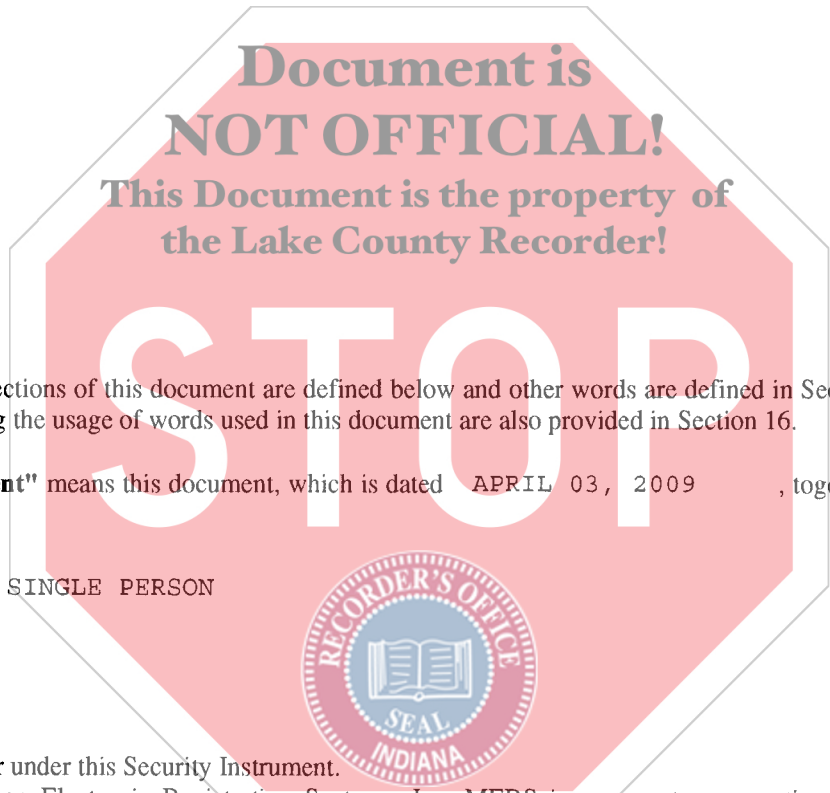 Document is
NOT OFFICIAL!
This Document is the property of
the Lake County Recorder!
STOP
ections of this document are defined below and other words are defined in Sec
g the usage of words used in this document are also provided in Section 16.
nt" means this document, which is dated APRIL 03, 2009 , toge
SINGLE PERSON
RECORDER'S OFFICE
SEAL
INDIANA
r under this Security Instrument.